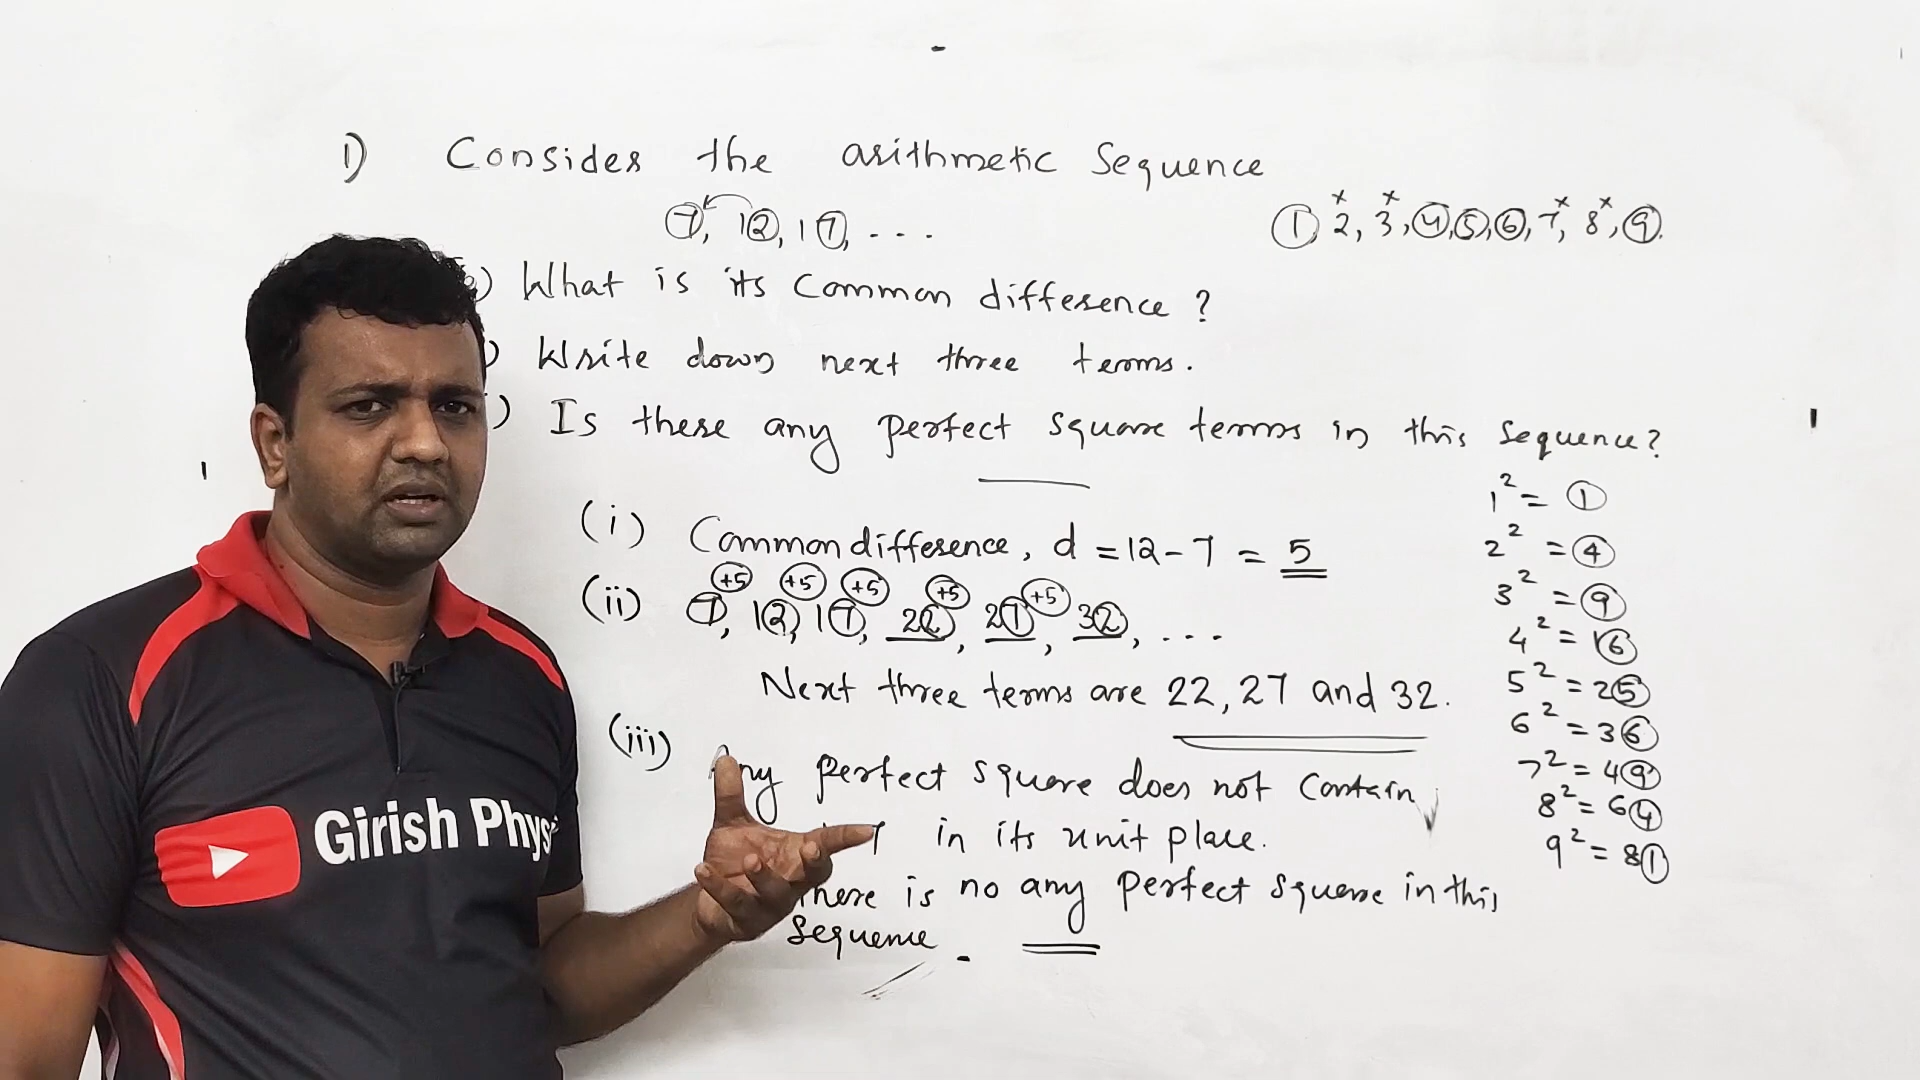 1) Consider the arithmetic Sequence
7, 12, 17, ...
1 2, 3, 4, 5, 6, 7, 8, 9.
) What is its Common difference ?
) Write down next three terms.
) Is there any perfect square terms in this sequence?
(i) Common difference, d = 12 - 7 = 5
+5 +5 +5 +5 +5
(ii) 7, 12, 17, 22, 27, 32, ...
Next three terms are 22, 27 and 32.
(iii) Any perfect square does not contain
7 in its unit place.
There is no any perfect square in this
sequence.
1² = 1
2² = 4
3² = 9
4² = 16
5² = 25
6² = 36
7² = 49
8² = 64
9² = 81
Girish Physi